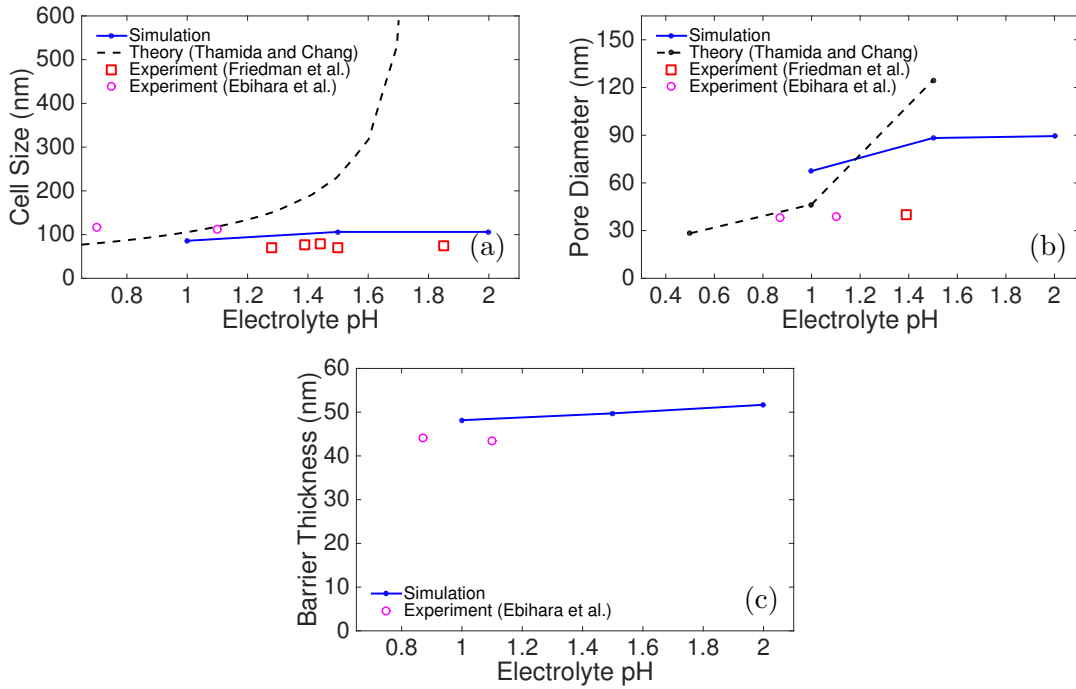 600
500
400
300
200
100
0
Cell Size (nm)
Simulation
Theory (Thamida and Chang)
Experiment (Friedman et al.)
Experiment (Ebihara et al.)
(a)
0.8 1 1.2 1.4 1.6 1.8 2
Electrolyte pH
165
150
120
90
60
30
0
Pore Diameter (nm)
Simulation
Theory (Thamida and Chang)
Experiment (Friedman et al.)
Experiment (Ebihara et al.)
(b)
0.4 0.6 0.8 1 1.2 1.4 1.6 1.8 2
Electrolyte pH
60
50
40
30
20
10
0
Barrier Thickness (nm)
Simulation
Experiment (Ebihara et al.)
(c)
0.8 1 1.2 1.4 1.6 1.8 2
Electrolyte pH